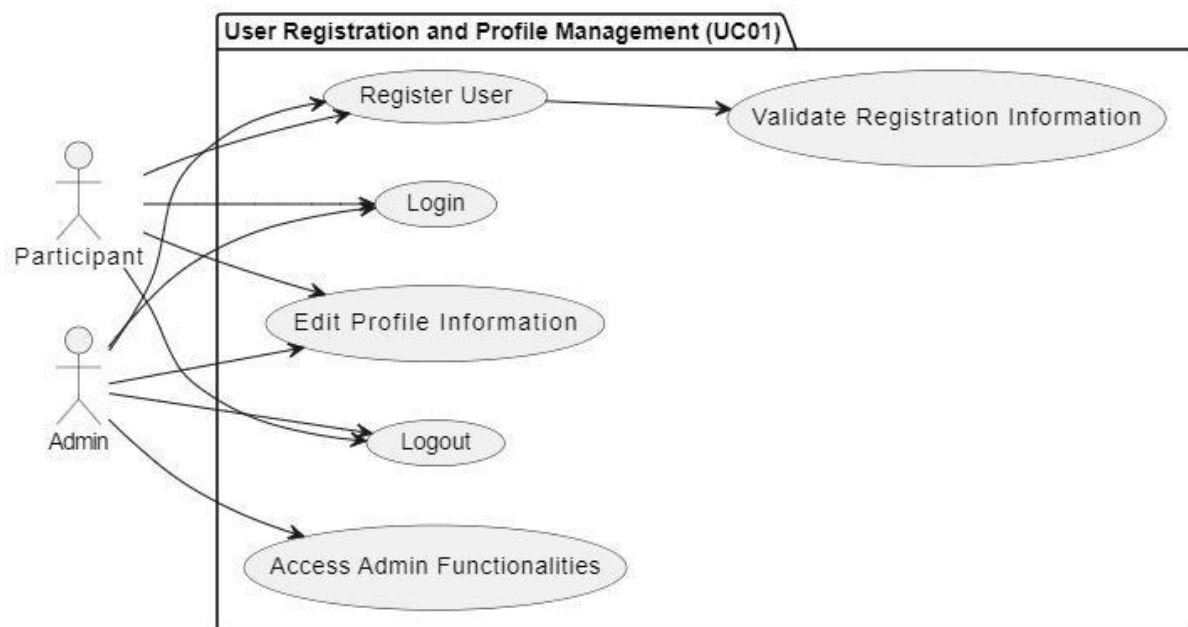 User Registration and Profile Management (UC01)
Register User
Validate Registration Information
Login
Participant
Edit Profile Information
Admin
Logout
Access Admin Functionalities